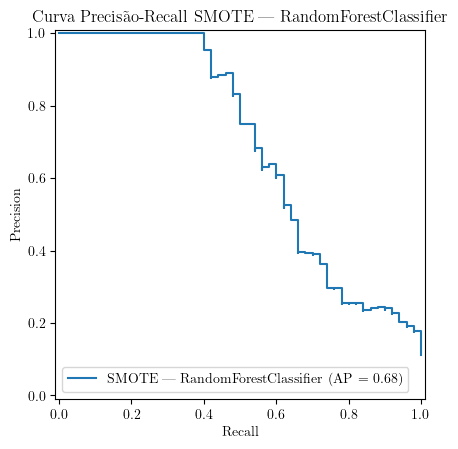 Curva Precisão-Recall SMOTE — RandomForestClassifier
1.0
0.8
0.6
0.4
0.2
0.0
Precision
SMOTE — RandomForestClassifier (AP = 0.68)
0.0 0.2 0.4 0.6 0.8 1.0
Recall